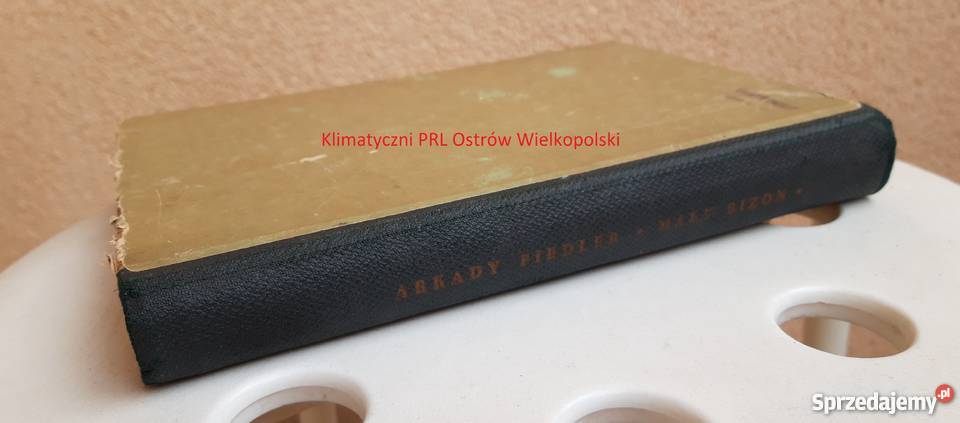 Klimatyczni PRL Ostrów Wielkopolski
ARKADY FIEDLER • MAŁY BIZON •
Sprzedajemy.pl